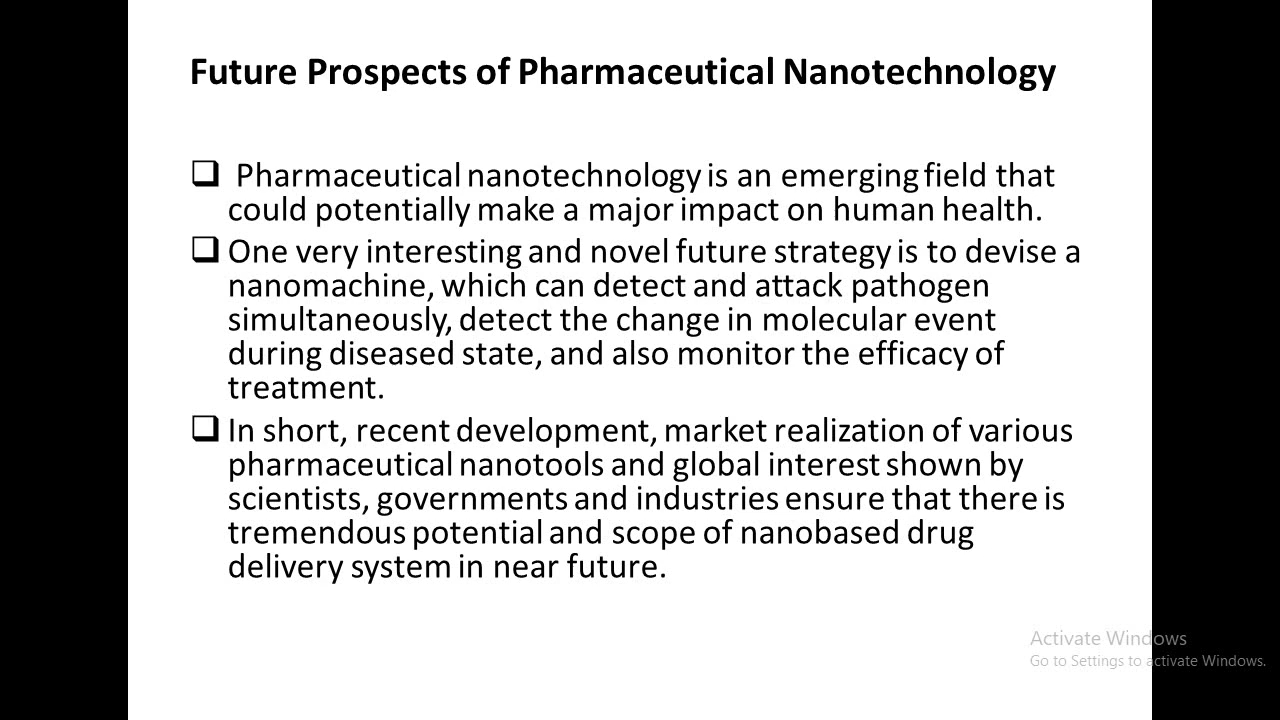 Future Prospects of Pharmaceutical Nanotechnology
Pharmaceutical nanotechnology is an emerging field that
could potentially make a major impact on human health.
One very interesting and novel future strategy is to devise a
nanomachine, which can detect and attack pathogen
simultaneously, detect the change in molecular event
during diseased state, and also monitor the efficacy of
treatment.
In short, recent development, market realization of various
pharmaceutical nanotools and global interest shown by
scientists, governments and industries ensure that there is
tremendous potential and scope of nanobased drug
delivery system in near future.
Activate Windows
Go to Settings to activate Windows.